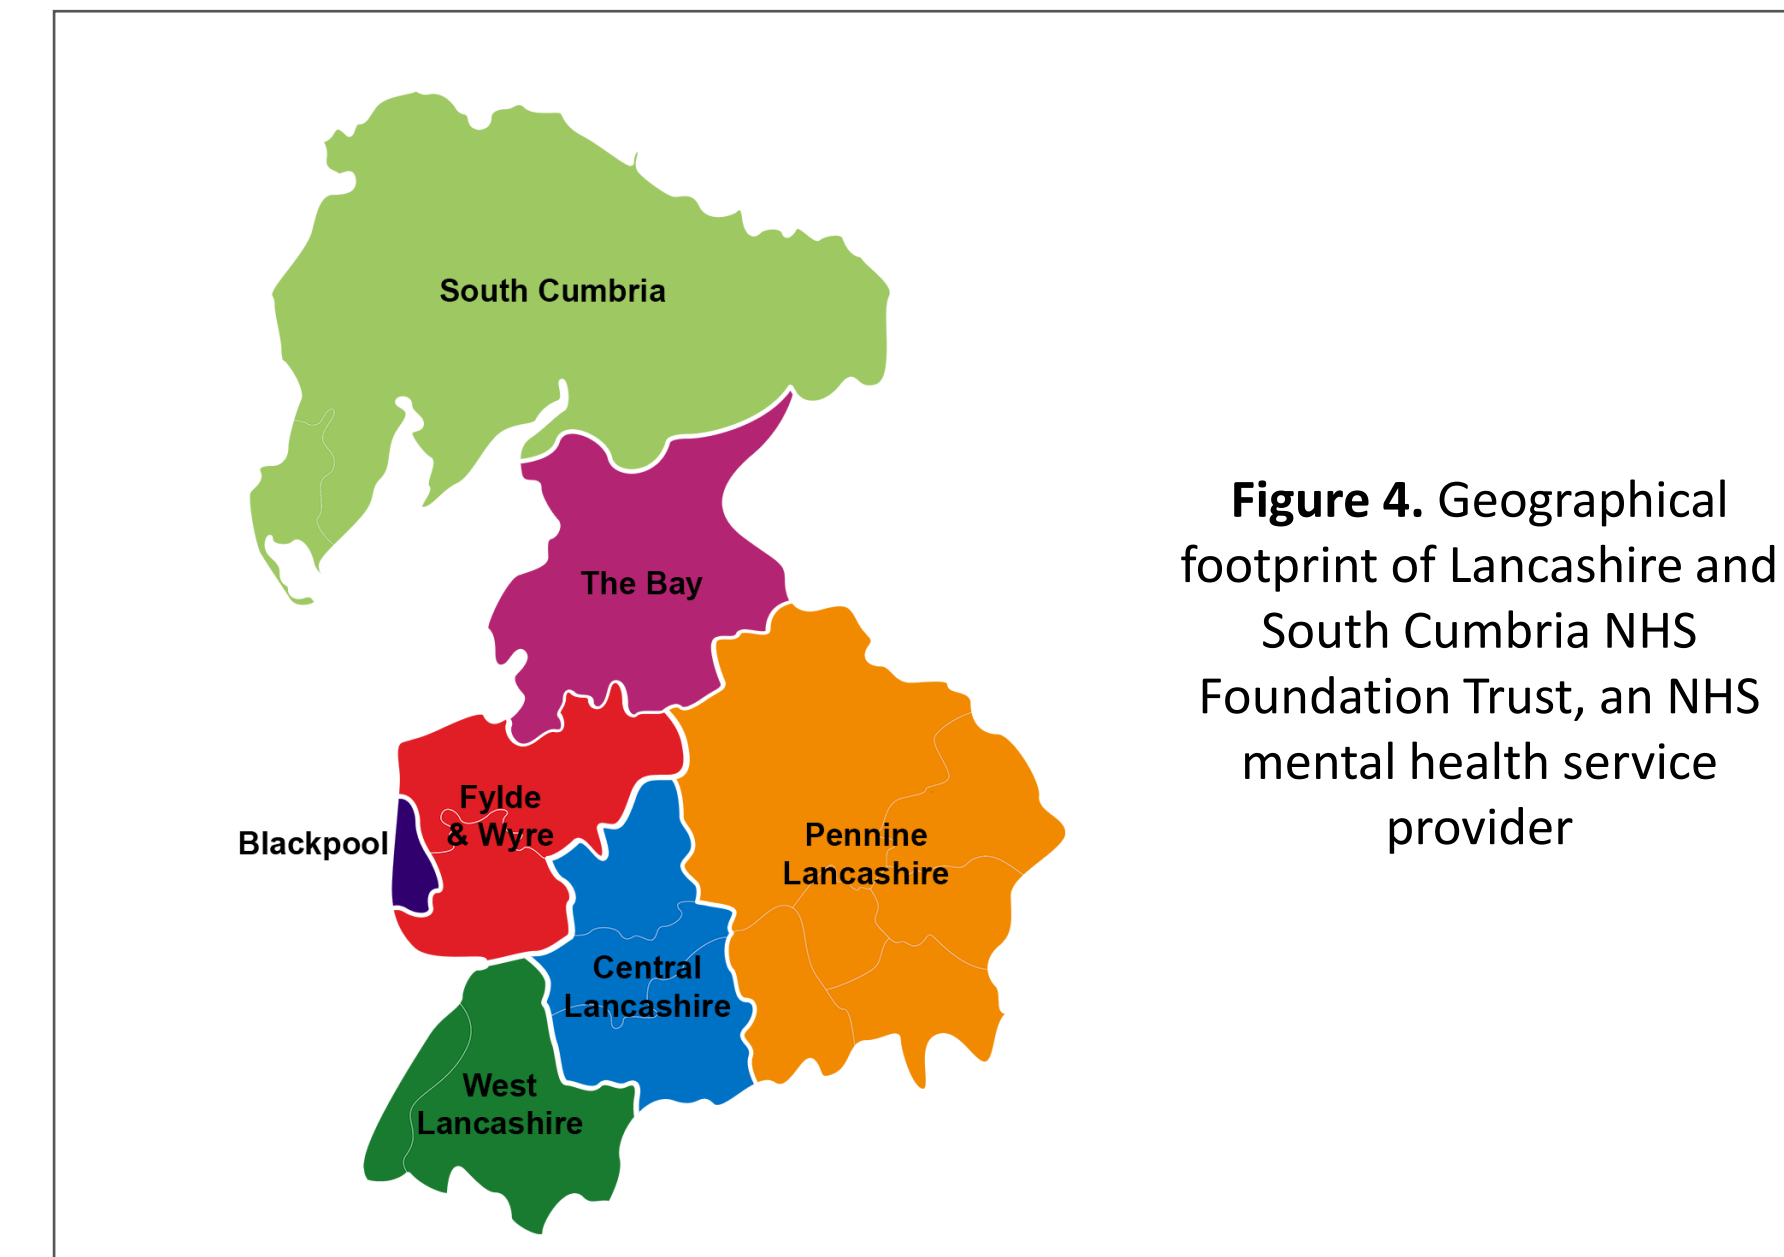 South Cumbria
The Bay
Fylde
& Wyre
Blackpool
Pennine
Lancashire
Central
Lancashire
West
Lancashire
Figure 4. Geographical
footprint of Lancashire and
South Cumbria NHS
Foundation Trust, an NHS
mental health service
provider